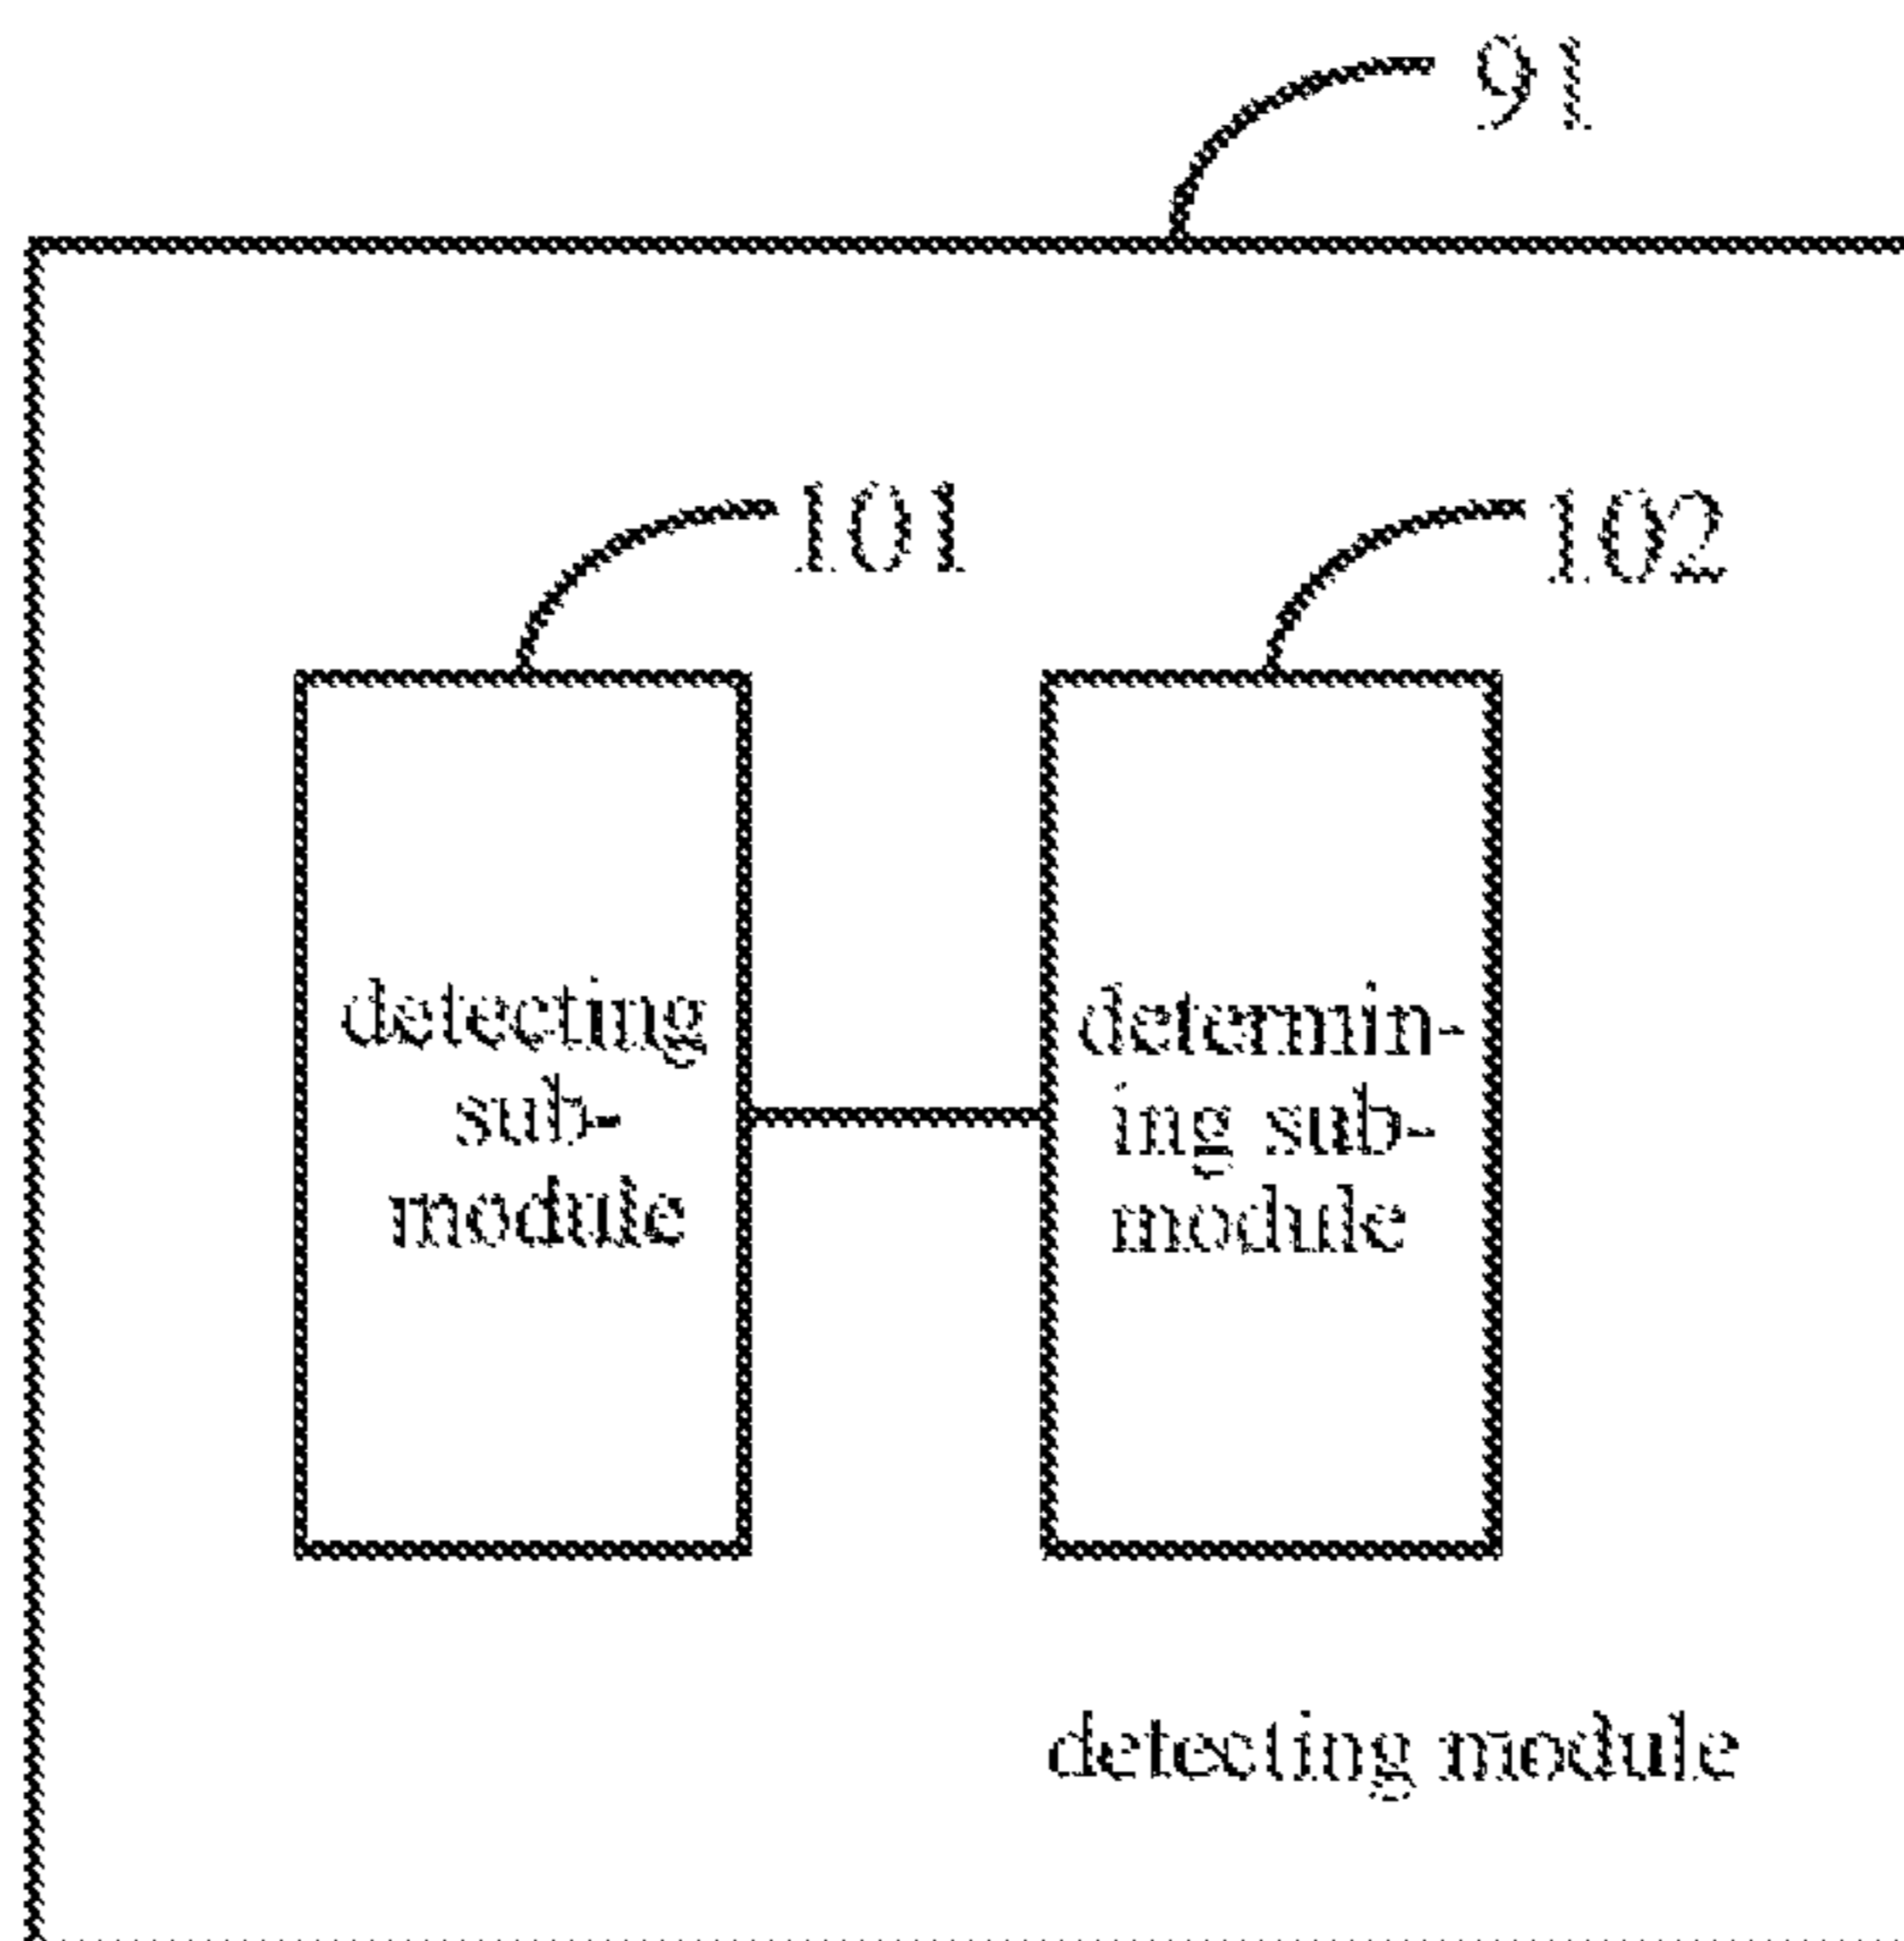 91
101
102
detecting
sub-
module
determin-
ing sub-
module
detecting module